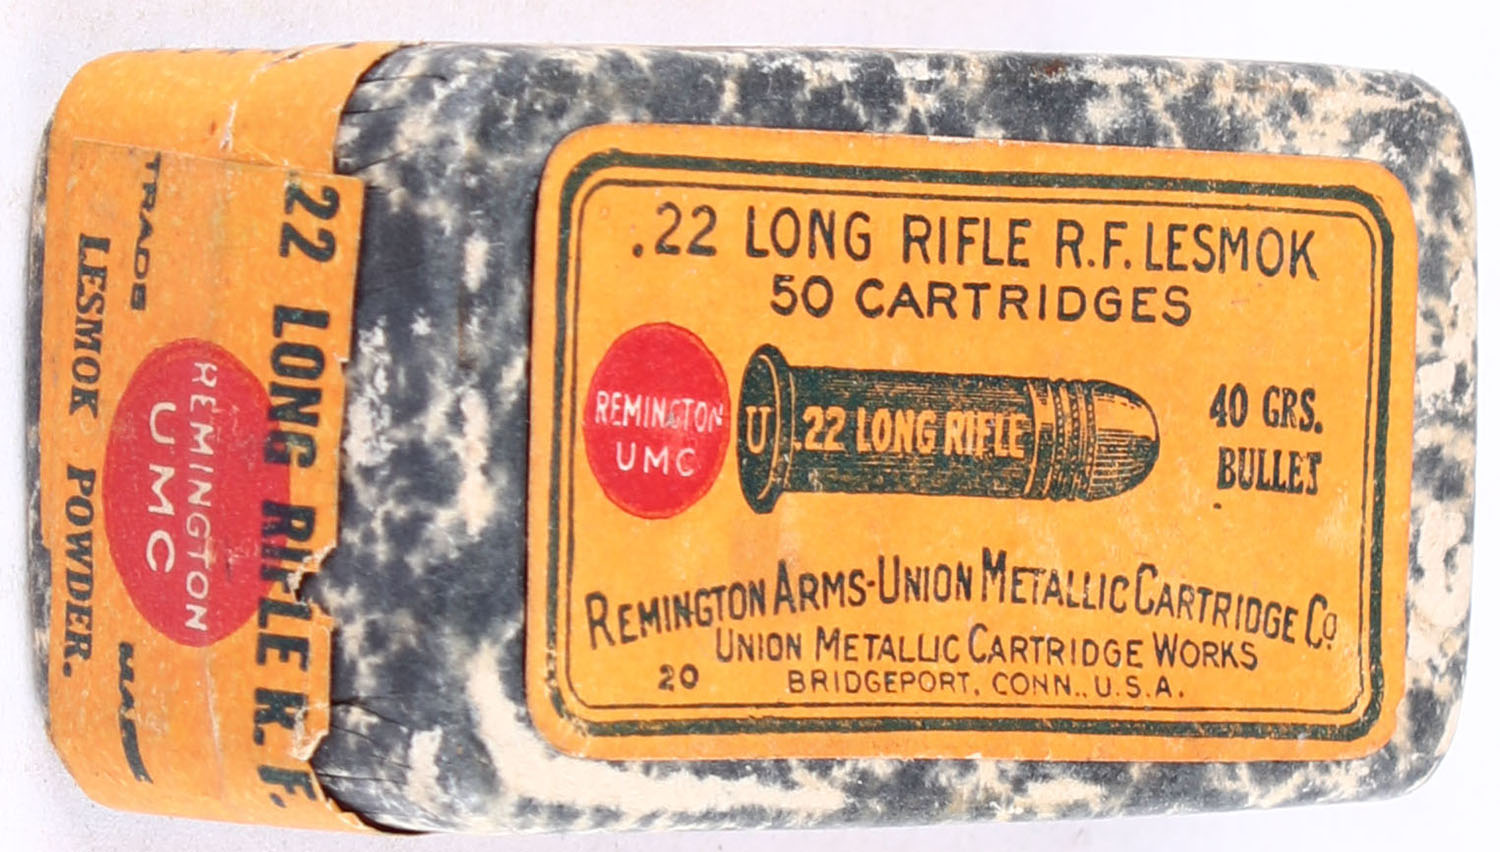 .22 LONG RIFLE R.F. LESMOK
50 CARTRIDGES
REMINGTON
UMC
U
.22 LONG RIFLE
40 GRS.
BULLET
REMINGTON ARMS-UNION METALLIC CARTRIDGE CO.
UNION METALLIC CARTRIDGE WORKS
20
BRIDGEPORT, CONN., U.S.A.
.22 LONG RIFLE R.F.
TRADE
REMINGTON
UMC
MARK
LESMOK POWDER.